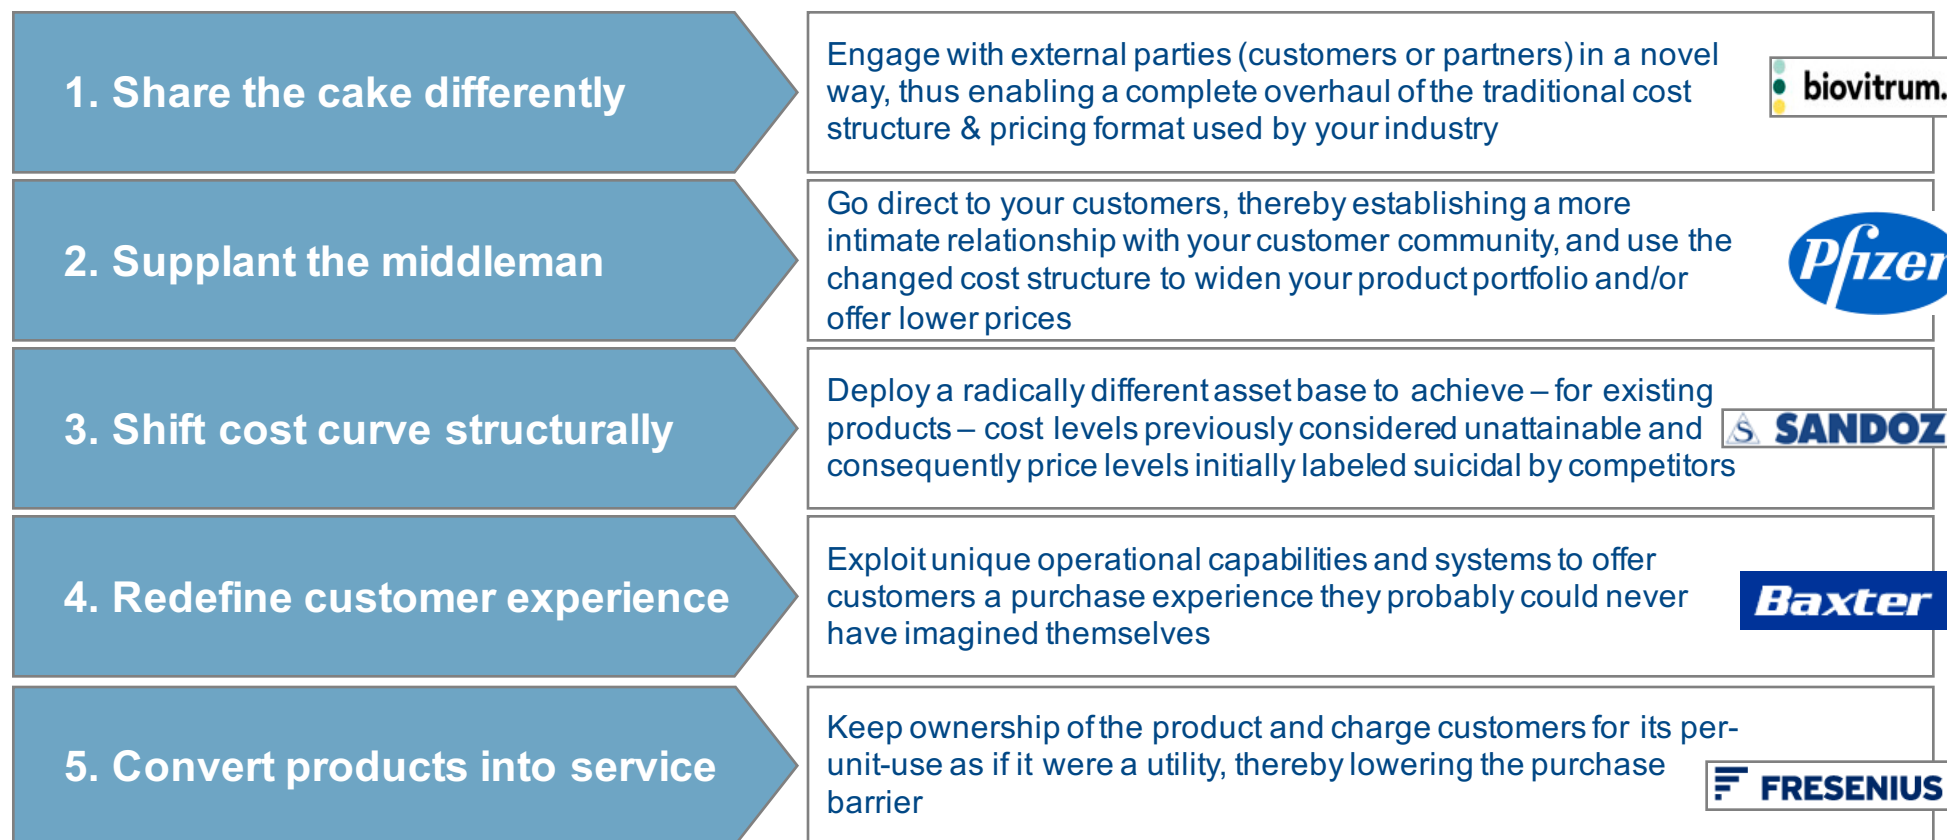 1. Share the cake differently
Engage with external parties (customers or partners) in a novel
way, thus enabling a complete overhaul of the traditional cost
structure & pricing format used by your industry
biovitrum.
2. Supplant the middleman
Go direct to your customers, thereby establishing a more
intimate relationship with your customer community, and use the
changed cost structure to widen your product portfolio and/or
offer lower prices
Pfizer
3. Shift cost curve structurally
Deploy a radically different asset base to achieve – for existing
products – cost levels previously considered unattainable and
consequently price levels initially labeled suicidal by competitors
S SANDOZ
4. Redefine customer experience
Exploit unique operational capabilities and systems to offer
customers a purchase experience they probably could never
have imagined themselves
Baxter
5. Convert products into service
Keep ownership of the product and charge customers for its per-
unit-use as if it were a utility, thereby lowering the purchase
barrier
FRESENIUS